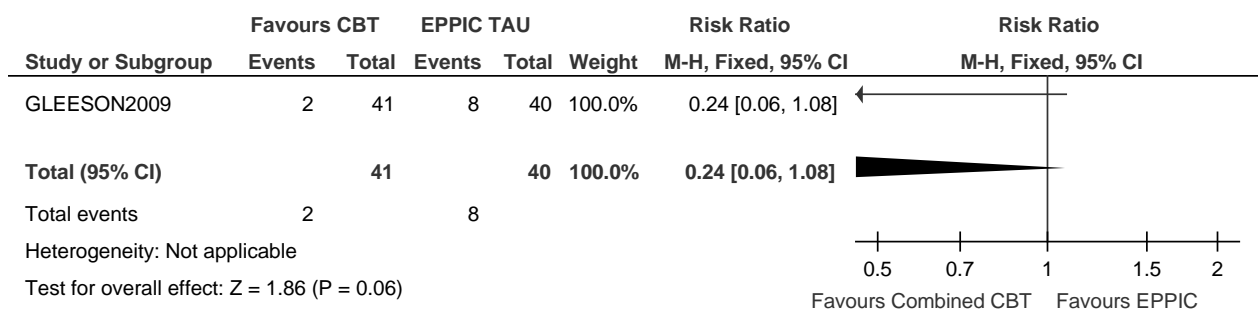 Favours CBT EPPIC TAU Risk Ratio Risk Ratio
Study or Subgroup Events Total Events Total Weight M-H, Fixed, 95% CI M-H, Fixed, 95% CI
GLEESON2009 2 41 8 40 100.0% 0.24 [0.06, 1.08]
Total (95% CI) 41 40 100.0% 0.24 [0.06, 1.08]
Total events 2 8
Heterogeneity: Not applicable
Test for overall effect: Z = 1.86 (P = 0.06)
0.5 0.7 1 1.5 2
Favours Combined CBT Favours EPPIC